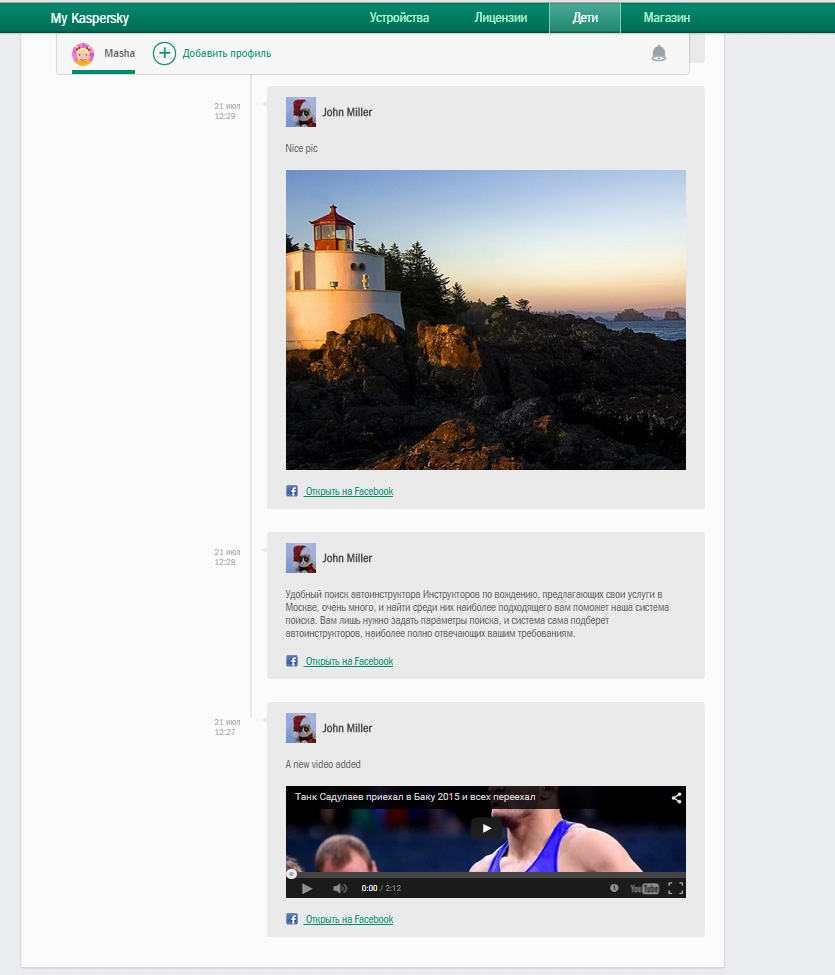 My Kaspersky
Устройства
Лицензии
Дети
Магазин
Masha
Добавить профиль
21 июл
12:29
John Miller
Nice pic
Открыть на Facebook
21 июл
12:28
John Miller
Удобный поиск автоинструктора Инструкторов по вождению, предлагающих свои услуги в
Москве, очень много, и найти среди них наиболее подходящего вам поможет наша система
поиска. Вам лишь нужно задать параметры поиска, и система сама подберет
автоинструкторов, наиболее полно отвечающих вашим требованиям.
Открыть на Facebook
21 июл
12:27
John Miller
A new video added
Танк Садулаев приехал в Баку 2015 и всех переехал
0:00 / 2:12
YouTube
Открыть на Facebook